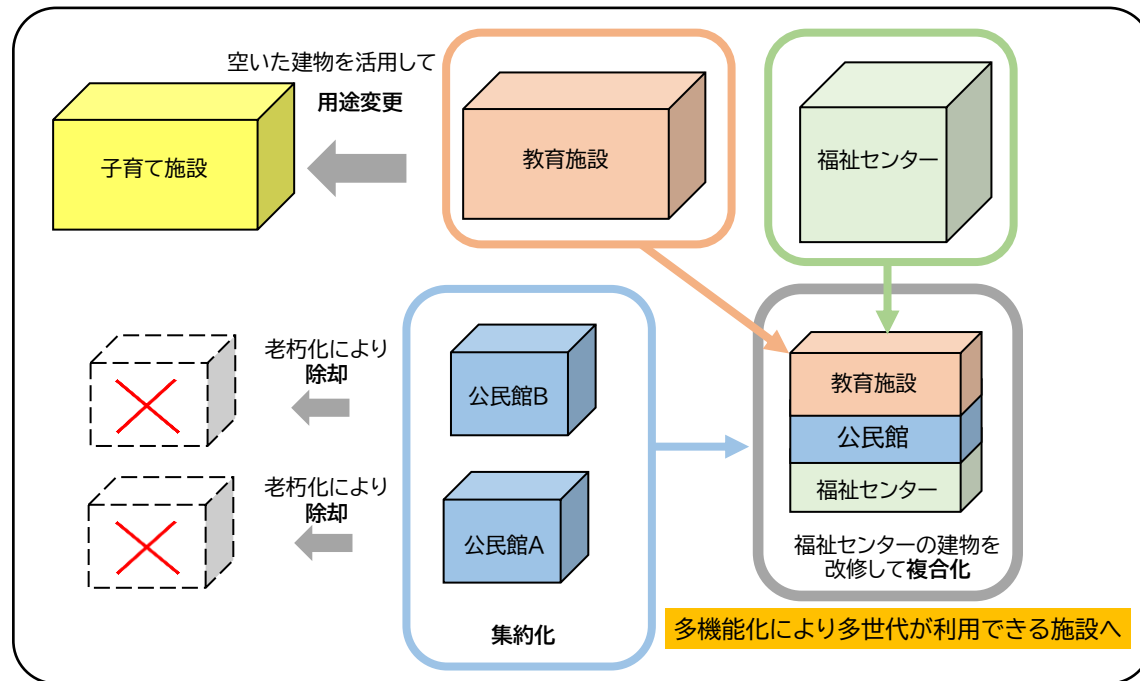 空いた建物を活用して
用途変更
子育て施設
教育施設
福祉センター
老朽化により
除却
公民館B
老朽化により
除却
公民館A
集約化
教育施設
公民館
福祉センター
福祉センターの建物を
改修して複合化
多機能化により多世代が利用できる施設へ